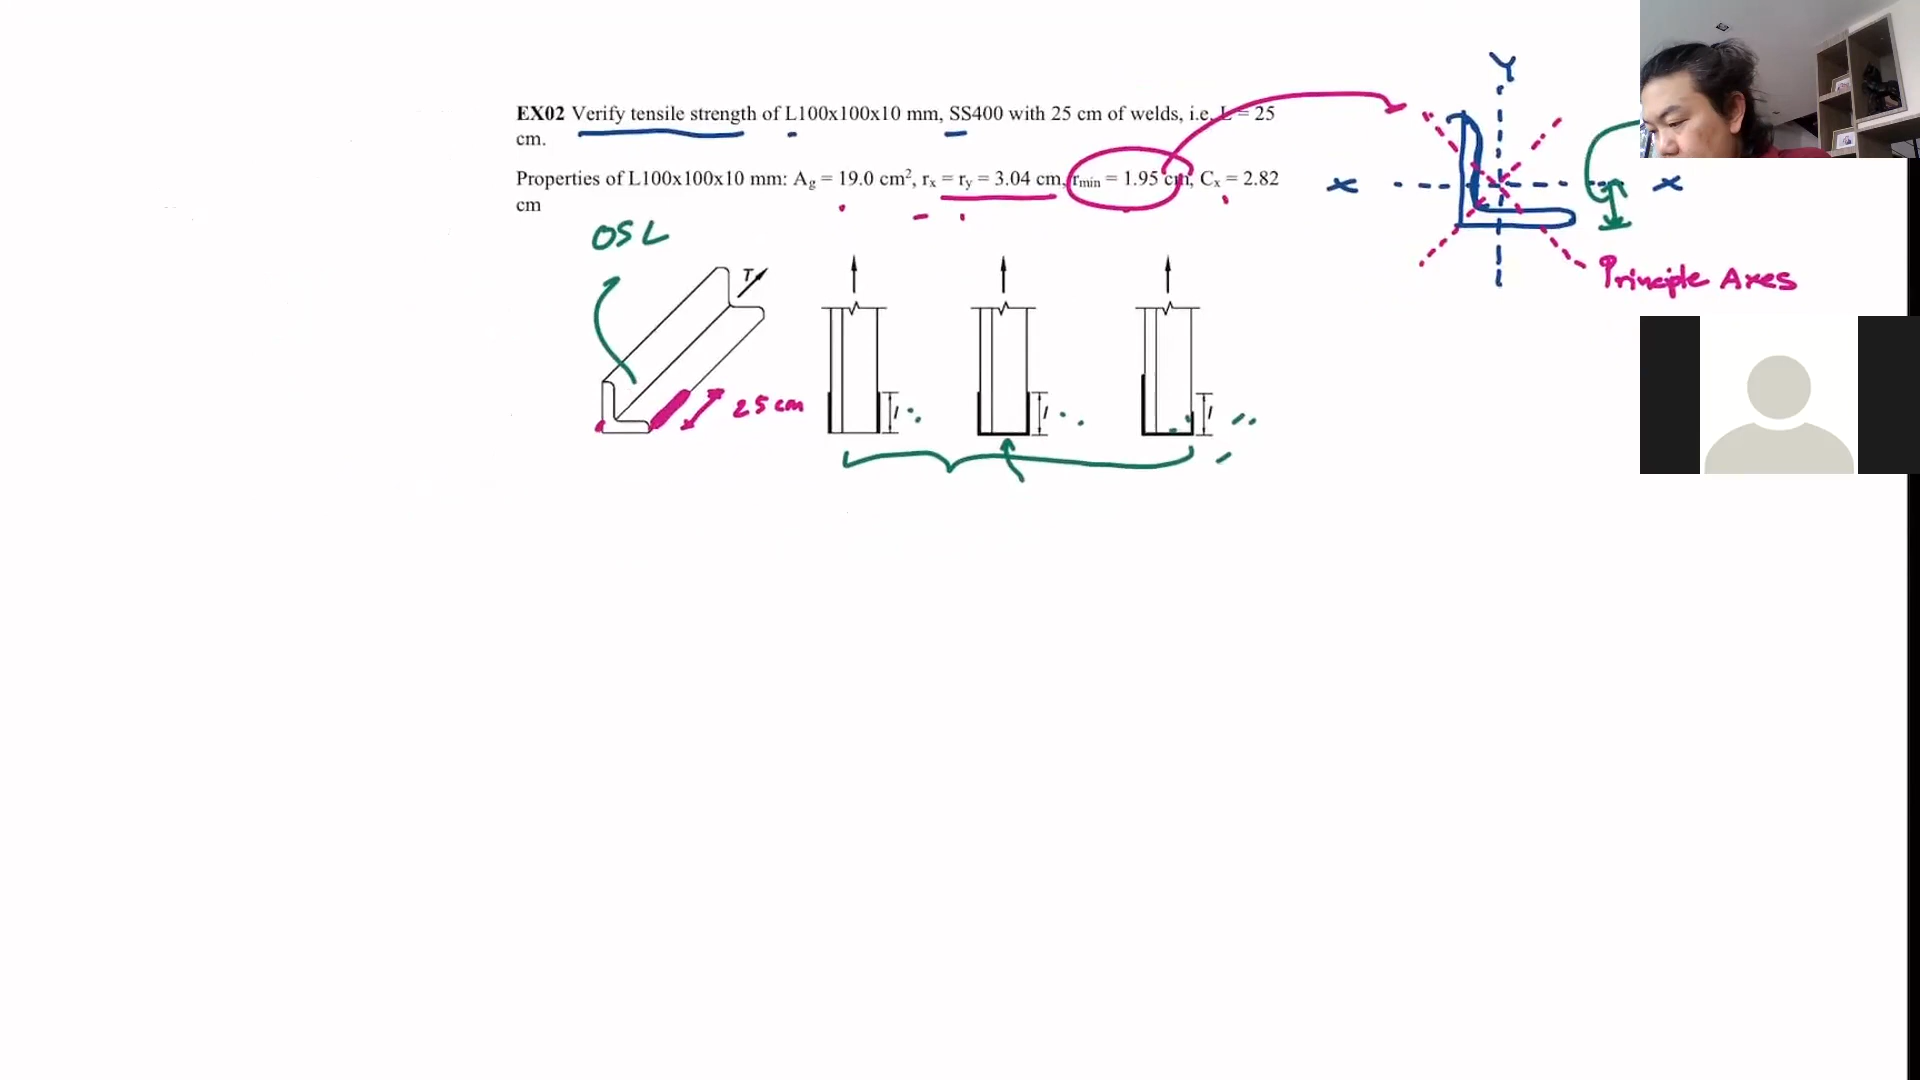 Y
EX02 Verify tensile strength of L100x100x10 mm, SS400 with 25 cm of welds, i.e. L = 25
cm.
Properties of L100x100x10 mm: Ag = 19.0 cm², rx = ry = 3.04 cm, rmin = 1.95 cm, Cx = 2.82
cm
x x
OSL
T
Principle Axes
25 cm
l l l